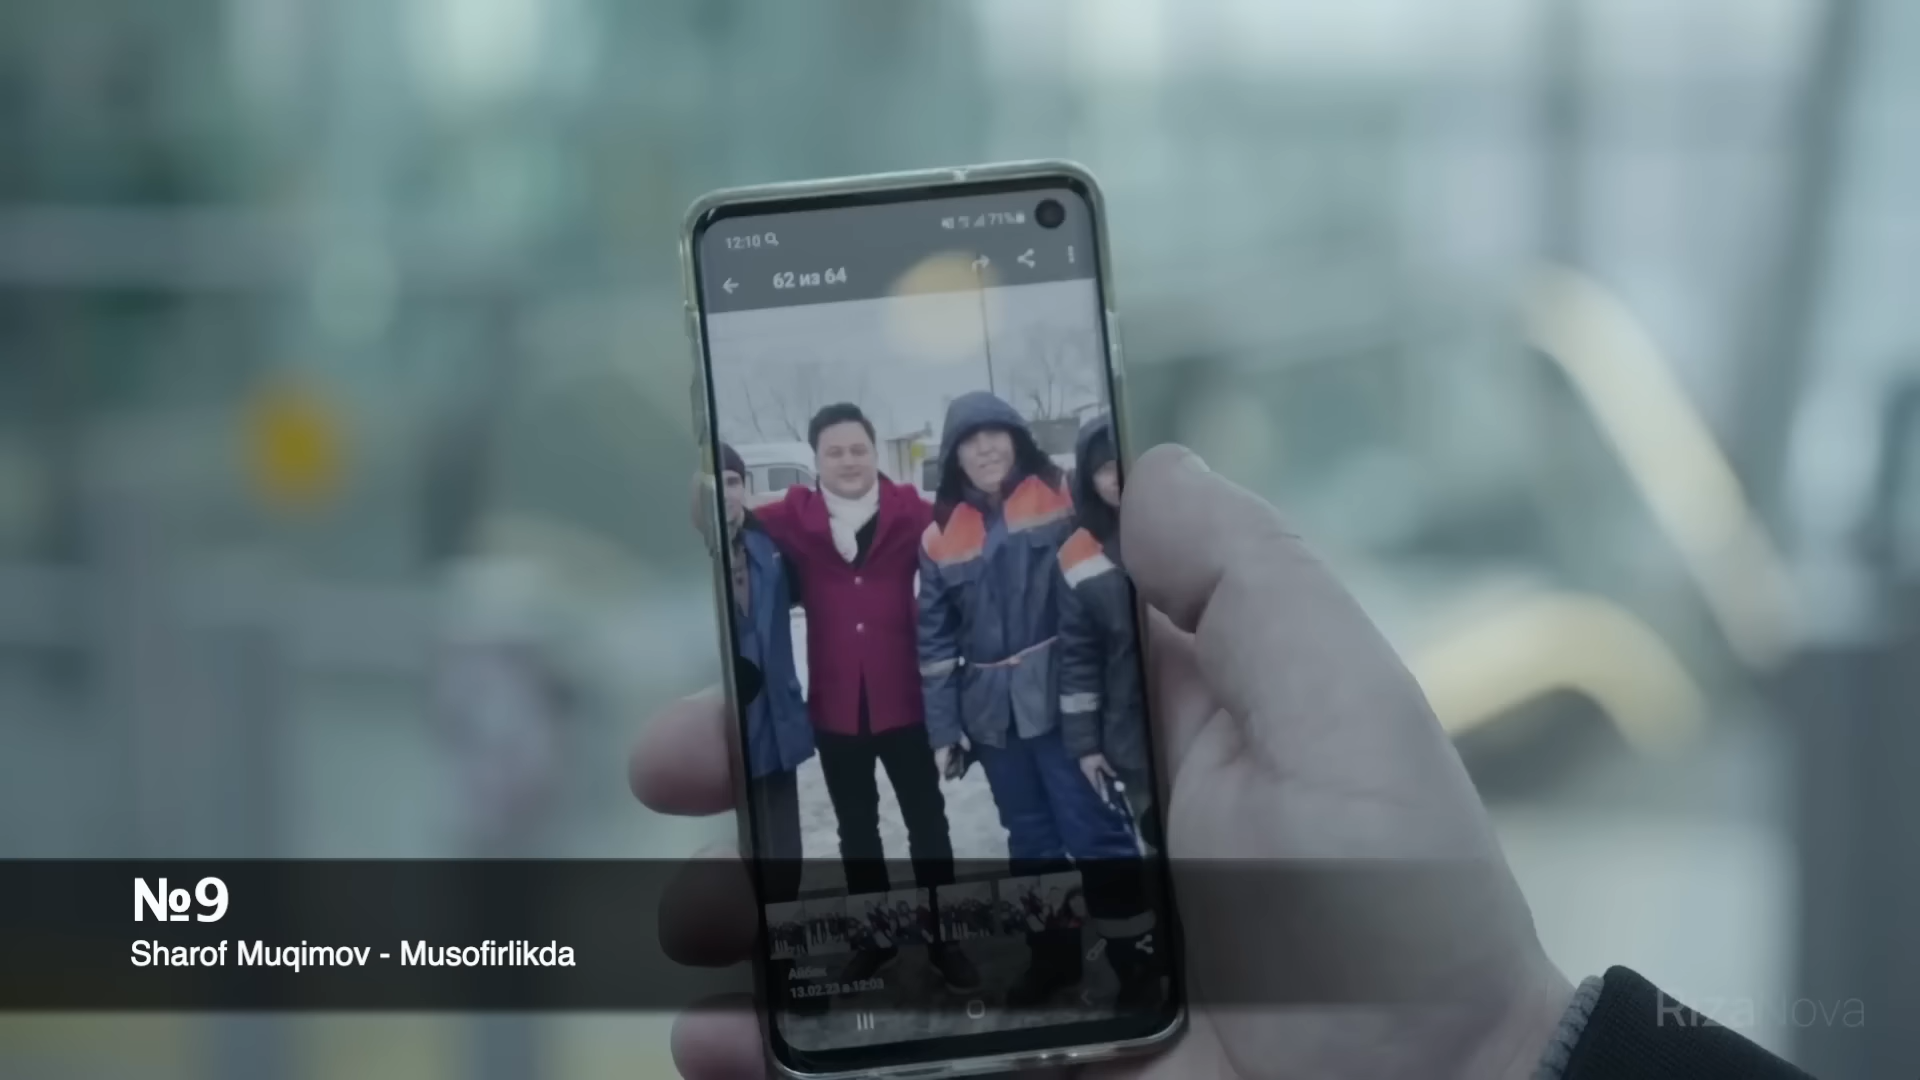 12:10
71%
62 из 64
№9
Sharof Muqimov - Musofirlikda
Айбек
13.02.23 в 12:03
RizaNova